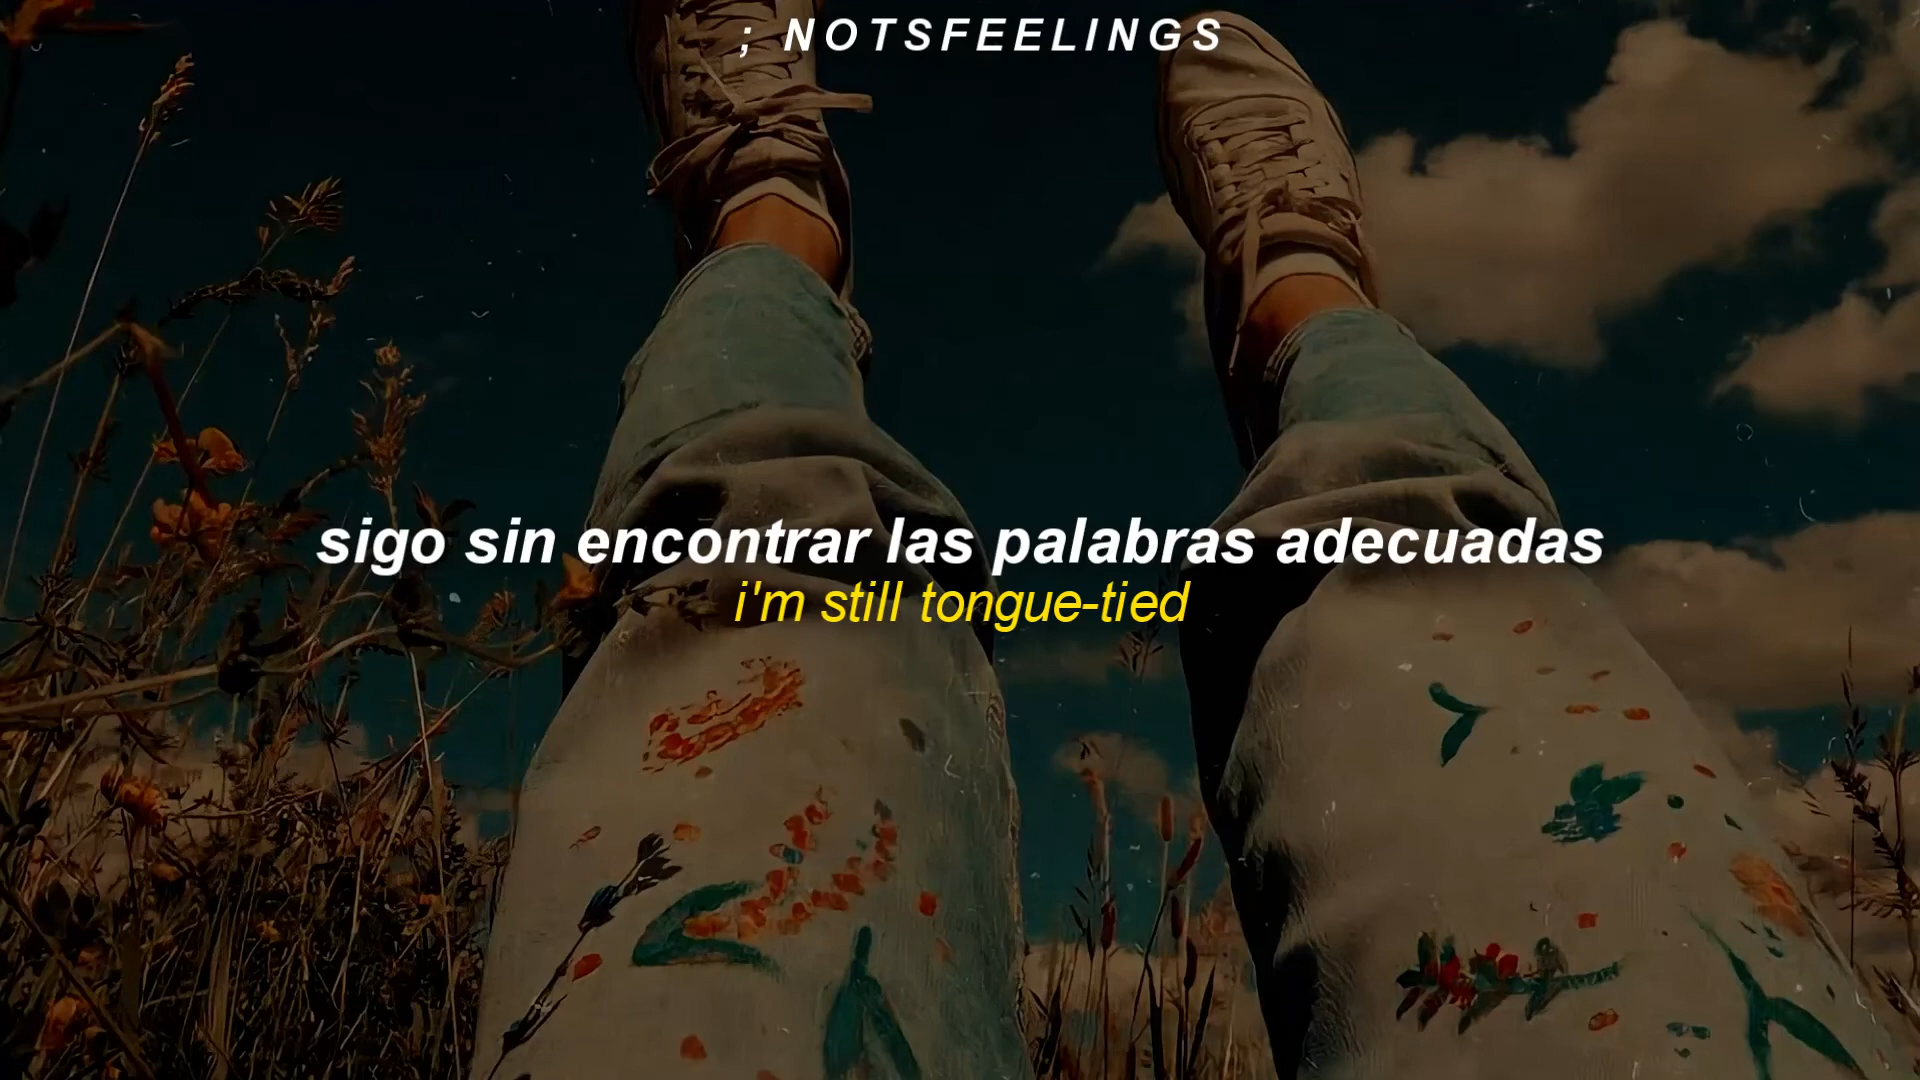 ; NOTSFEELINGS
sigo sin encontrar las palabras adecuadas
i'm still tongue-tied